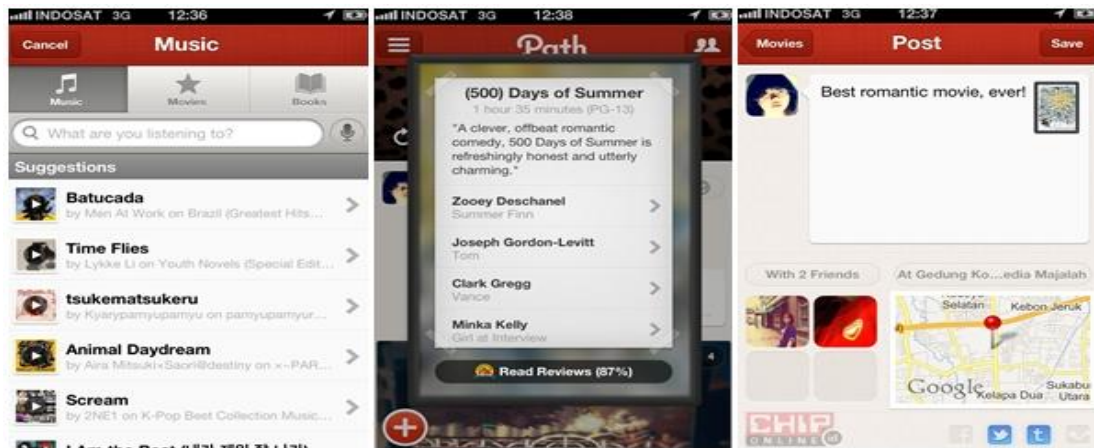 INDOSAT 3G 12:36
Cancel Music
Music Movies Books
What are you listening to?
Suggestions
Batucada
by Men At Work on Brazil (Greatest Hits...
Time Flies
by Lykke Li on Youth Novels (Special Edit...
tsukematsukeru
by Kyarypamyupamyu on pamyupamyur...
Animal Daydream
by Aira Mitsuki×Saori@destiny on ×~PAR...
Scream
by 2NE1 on K-Pop Best Collection Music...
I Am the Best
INDOSAT 3G 12:38
Path
(500) Days of Summer
1 hour 35 minutes (PG-13)
"A clever, offbeat romantic
comedy, 500 Days of Summer is
refreshingly honest and utterly
charming."
Zooey Deschanel
Summer Finn
Joseph Gordon-Levitt
Tom
Clark Gregg
Vance
Minka Kelly
Girl at Interview
Read Reviews (87%)
4
INDOSAT 3G 12:37
Movies Post Save
Best romantic movie, ever!
With 2 Friends At Gedung Ko...edia Majalah
Selatan Kebon Jeruk
Google Kelapa Dua Sukabu
Utara
CHIP
ONLINE